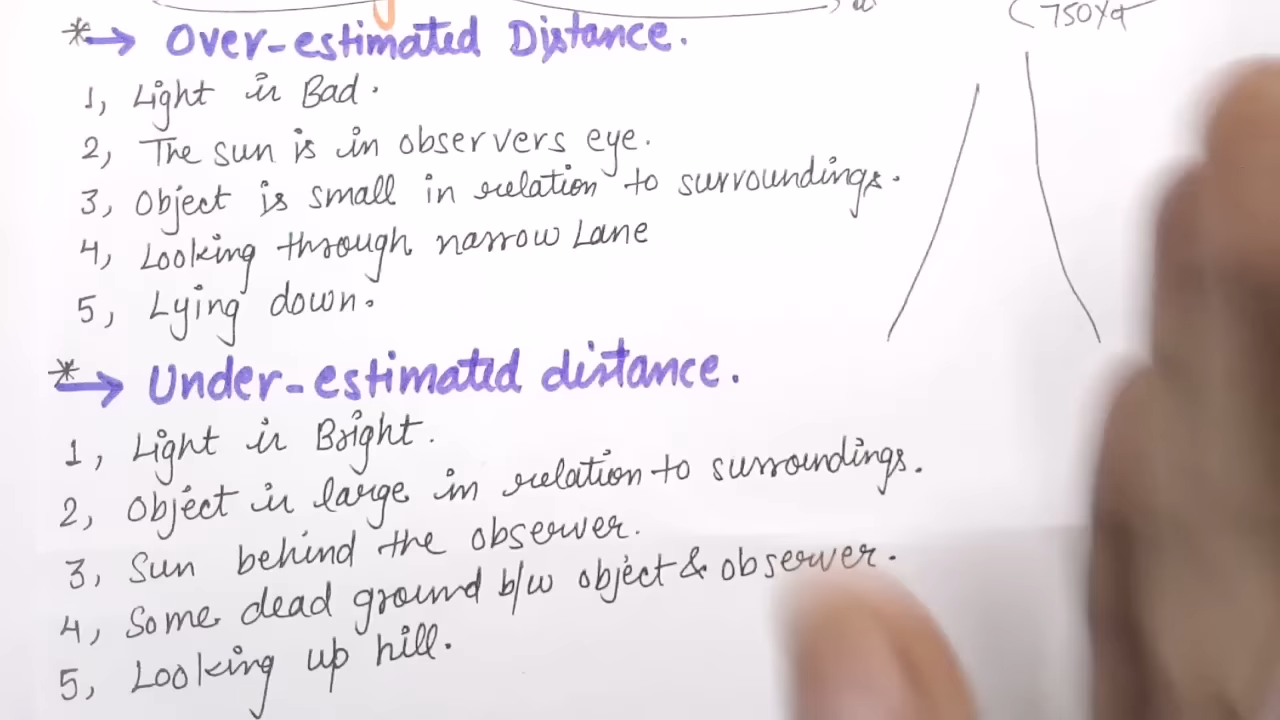 (750yd
*→ Over-estimated Distance.
1, Light is Bad.
2, The sun is in observers eye.
3, Object is small in relation to surroundings.
4, Looking through narrow Lane
5, Lying down.
*→ Under-estimated distance.
1, Light is Bright.
2, Object is large in relation to surroundings.
3, Sun behind the observer.
4, Some dead ground b/w object & observer.
5, Looking up hill.